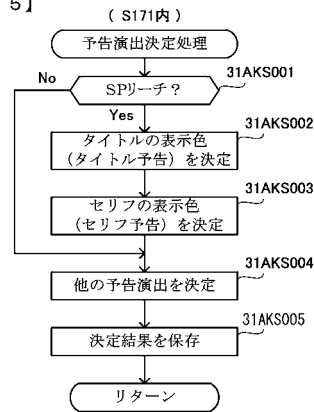 5】
( S171内 )
予告演出決定処理
31AKS001
SPリーチ?
No
Yes
31AKS002
タイトルの表示色
(タイトル予告)を決定
31AKS003
セリフの表示色
(セリフ予告)を決定
31AKS004
他の予告演出を決定
31AKS005
決定結果を保存
リターン